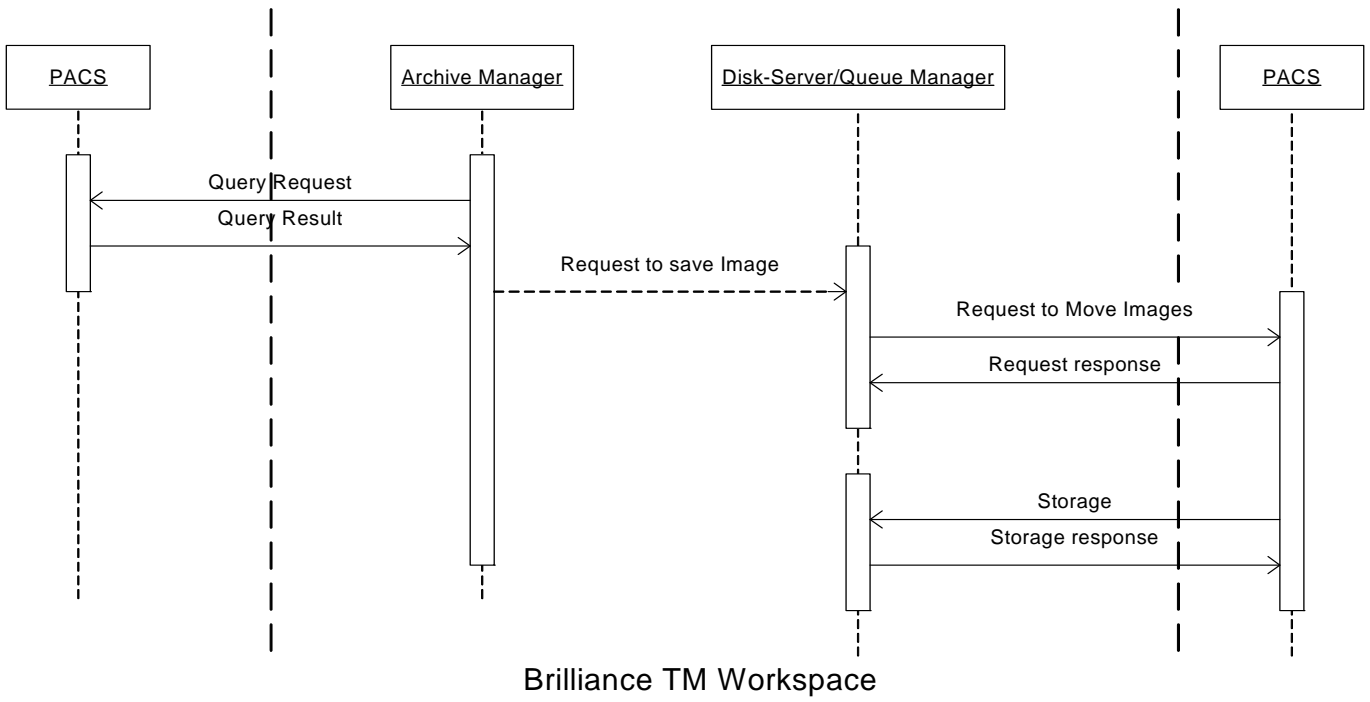 PACS
Archive Manager
Disk-Server/Queue Manager
PACS
Query Request
Query Result
Request to save Image
Request to Move Images
Request response
Storage
Storage response
Brilliance TM Workspace